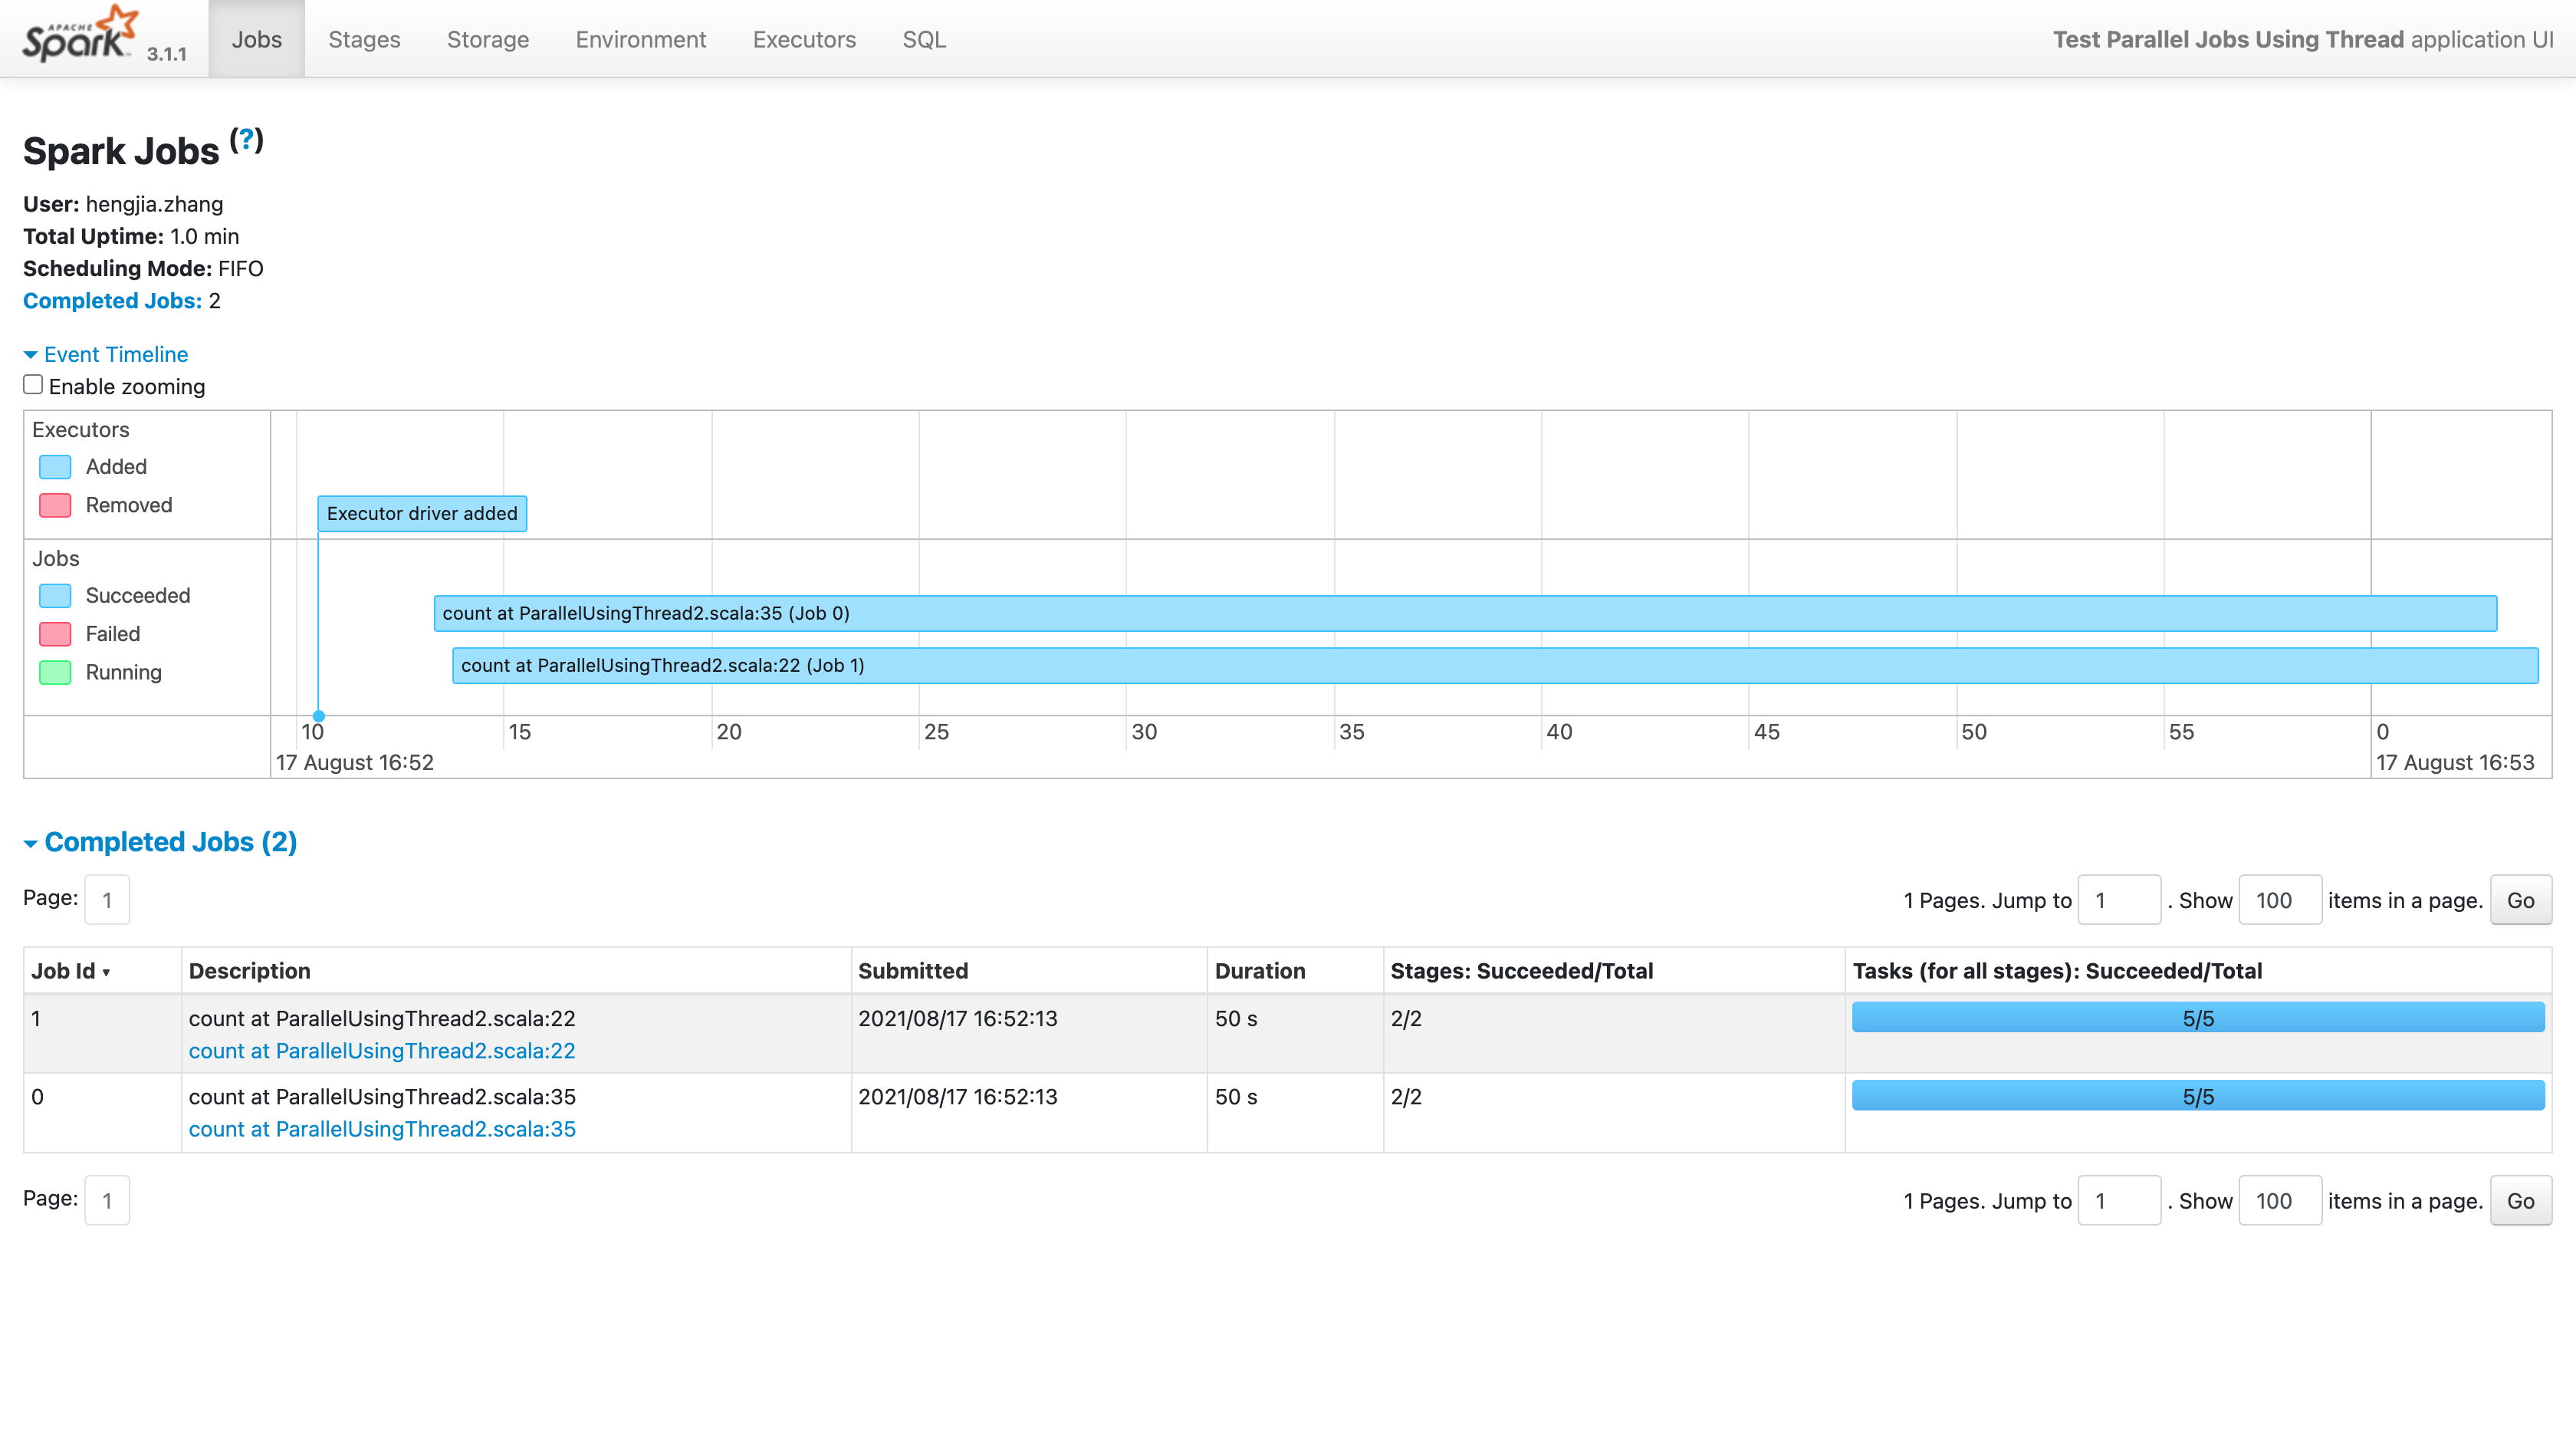 APACHE
Spark 3.1.1 Jobs Stages Storage Environment Executors SQL Test Parallel Jobs Using Thread application UI
Spark Jobs (?)
User: hengjia.zhang
Total Uptime: 1.0 min
Scheduling Mode: FIFO
Completed Jobs: 2
Event Timeline
Enable zooming
Executors
Added
Removed
Executor driver added
Jobs
Succeeded
Failed
Running
count at ParallelUsingThread2.scala:35 (Job 0)
count at ParallelUsingThread2.scala:22 (Job 1)
10 15 20 25 30 35 40 45 50 55 0
17 August 16:52 17 August 16:53
Completed Jobs (2)
Page: 1 1 Pages. Jump to 1 . Show 100 items in a page. Go
Job Id ▾ Description Submitted Duration Stages: Succeeded/Total Tasks (for all stages): Succeeded/Total
1 count at ParallelUsingThread2.scala:22 2021/08/17 16:52:13 50 s 2/2 5/5
count at ParallelUsingThread2.scala:22
0 count at ParallelUsingThread2.scala:35 2021/08/17 16:52:13 50 s 2/2 5/5
count at ParallelUsingThread2.scala:35
Page: 1 1 Pages. Jump to 1 . Show 100 items in a page. Go